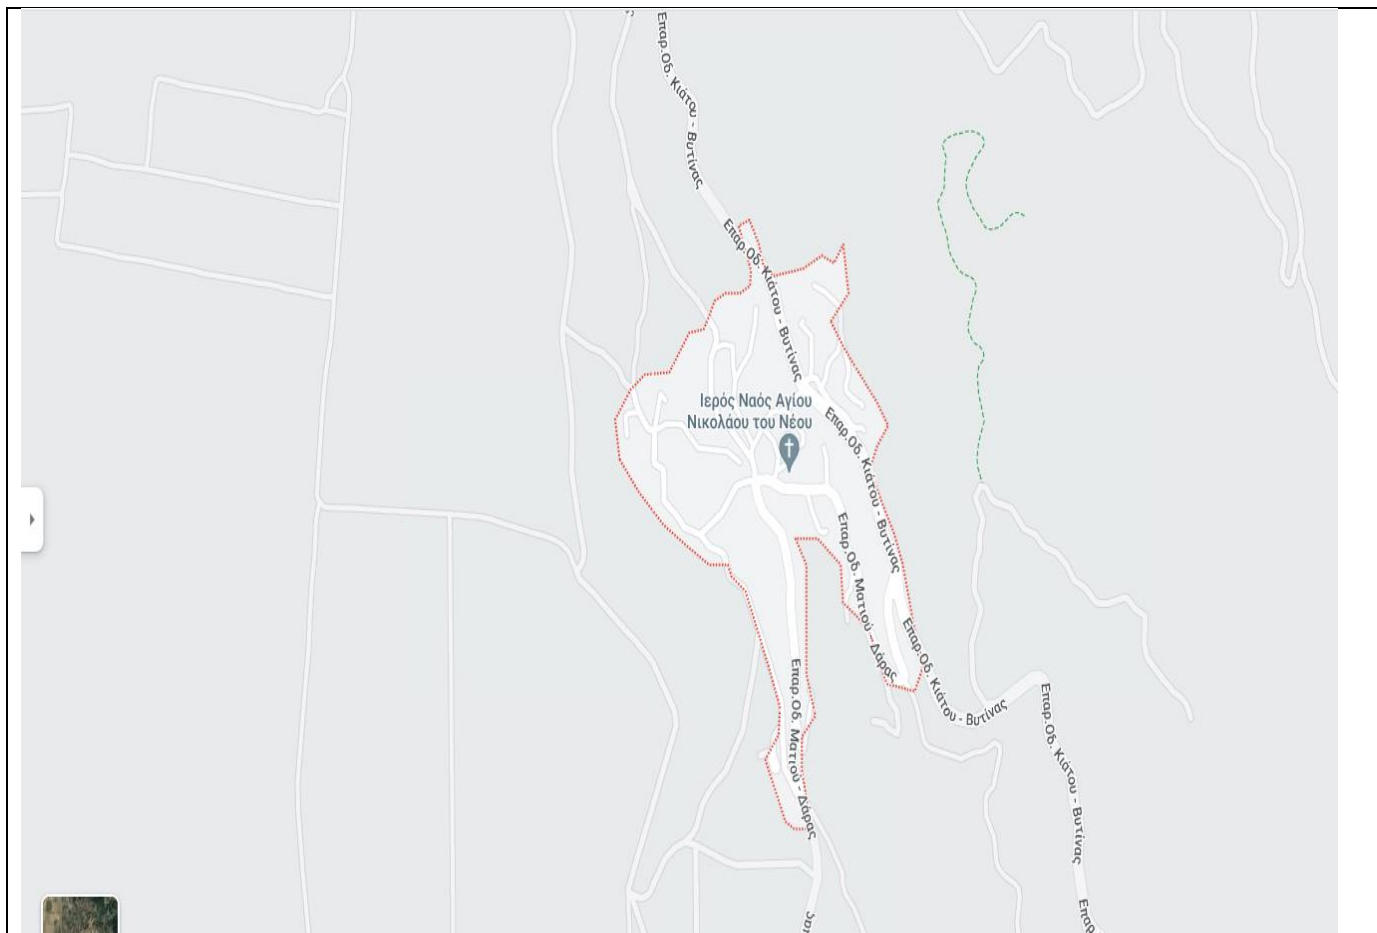 Επαρ.Οδ. Κιάτου - Βυτίνας
Επαρ.Οδ. Κιάτου - Βυτίνας
Ιερός Ναός Αγίου
Νικολάου του Νέου
Επαρ.Οδ. Κιάτου - Βυτίνας
Επαρ.Οδ. Ματιού - Δάρας
Επαρ.Οδ. Κιάτου - Βυτίνας
Επαρ.Οδ. Ματιού - Δάρας
Επαρ.Οδ. Κιάτου - Βυτίνας
Επαρ